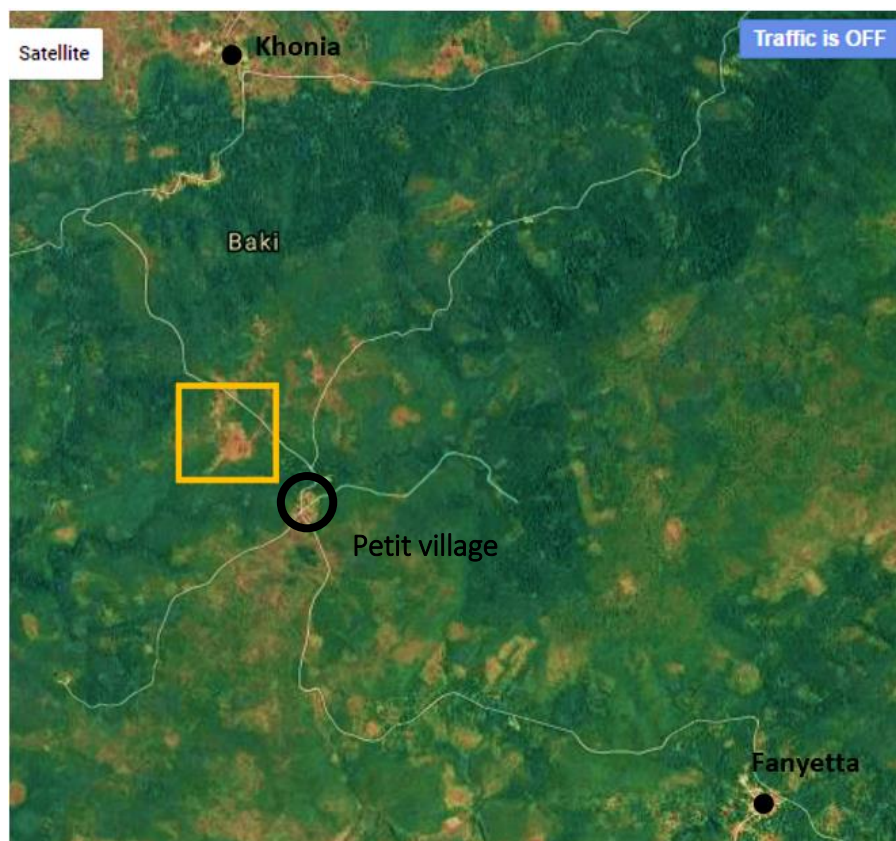 Khonia
Traffic is OFF
Satellite
Baki
Petit village
Fanyetta